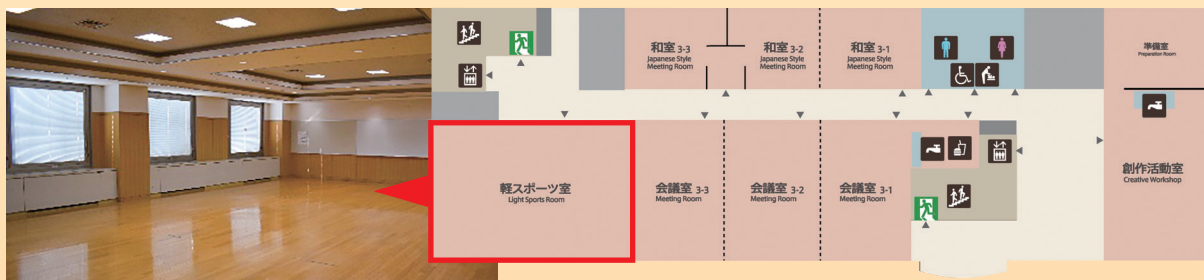 和室 3-3
Japanese Style
Meeting Room
和室 3-2
Japanese Style
Meeting Room
和室 3-1
Japanese Style
Meeting Room
準備室
Preparation Room
軽スポーツ室
Light Sports Room
会議室 3-3
Meeting Room
会議室 3-2
Meeting Room
会議室 3-1
Meeting Room
創作活動室
Creative Workshop